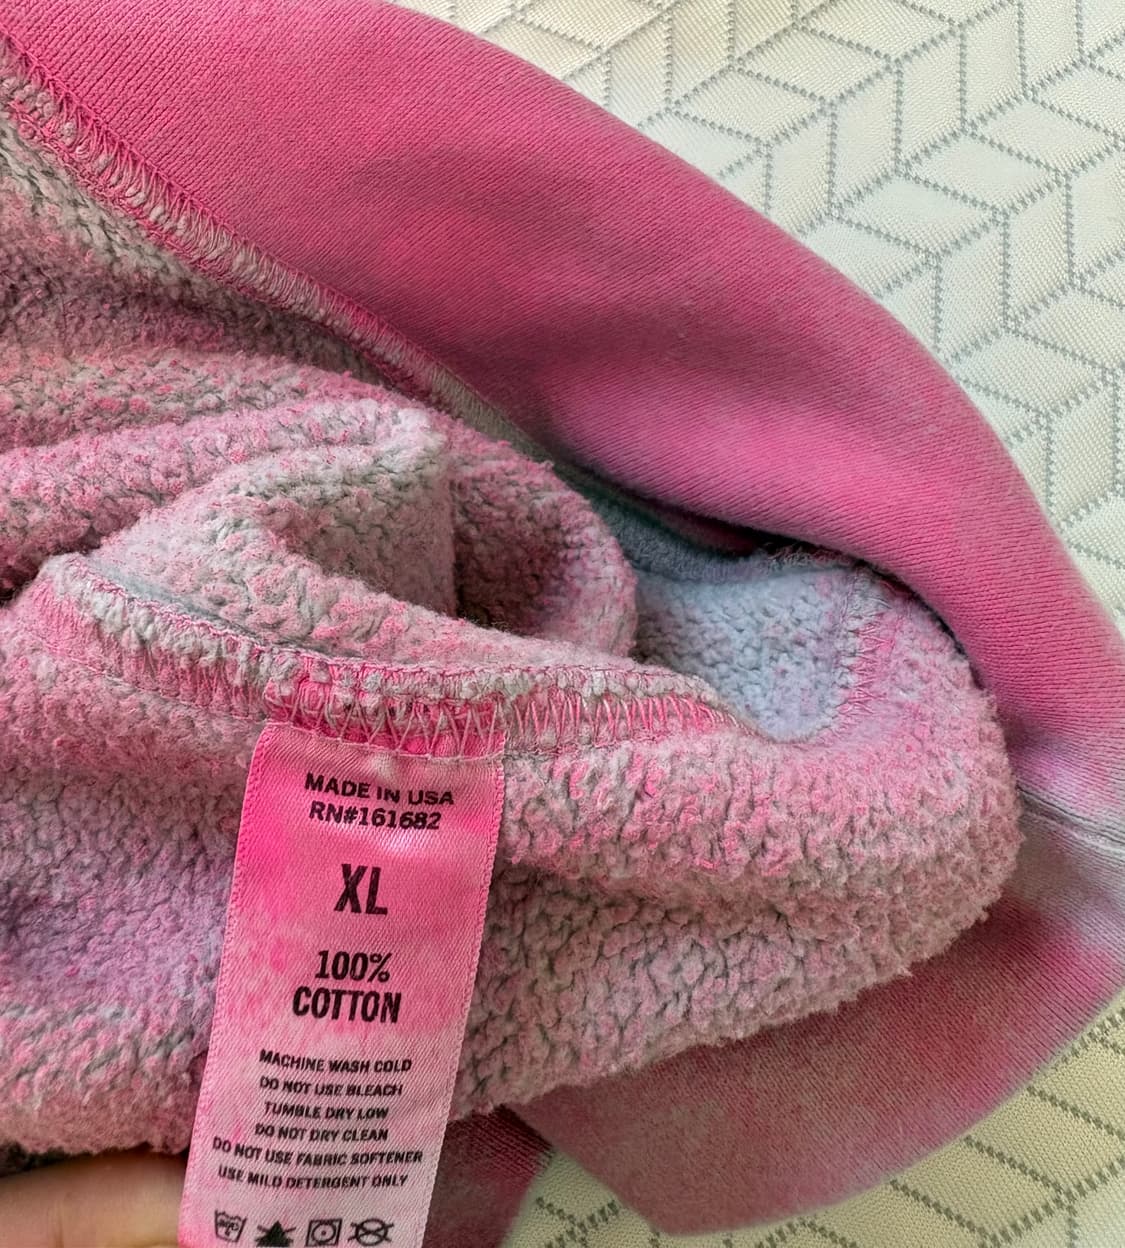 MADE IN USA
RN#161682
XL
100%
COTTON
MACHINE WASH COLD
DO NOT USE BLEACH
TUMBLE DRY LOW
DO NOT DRY CLEAN
DO NOT USE FABRIC SOFTENER
USE MILD DETERGENT ONLY